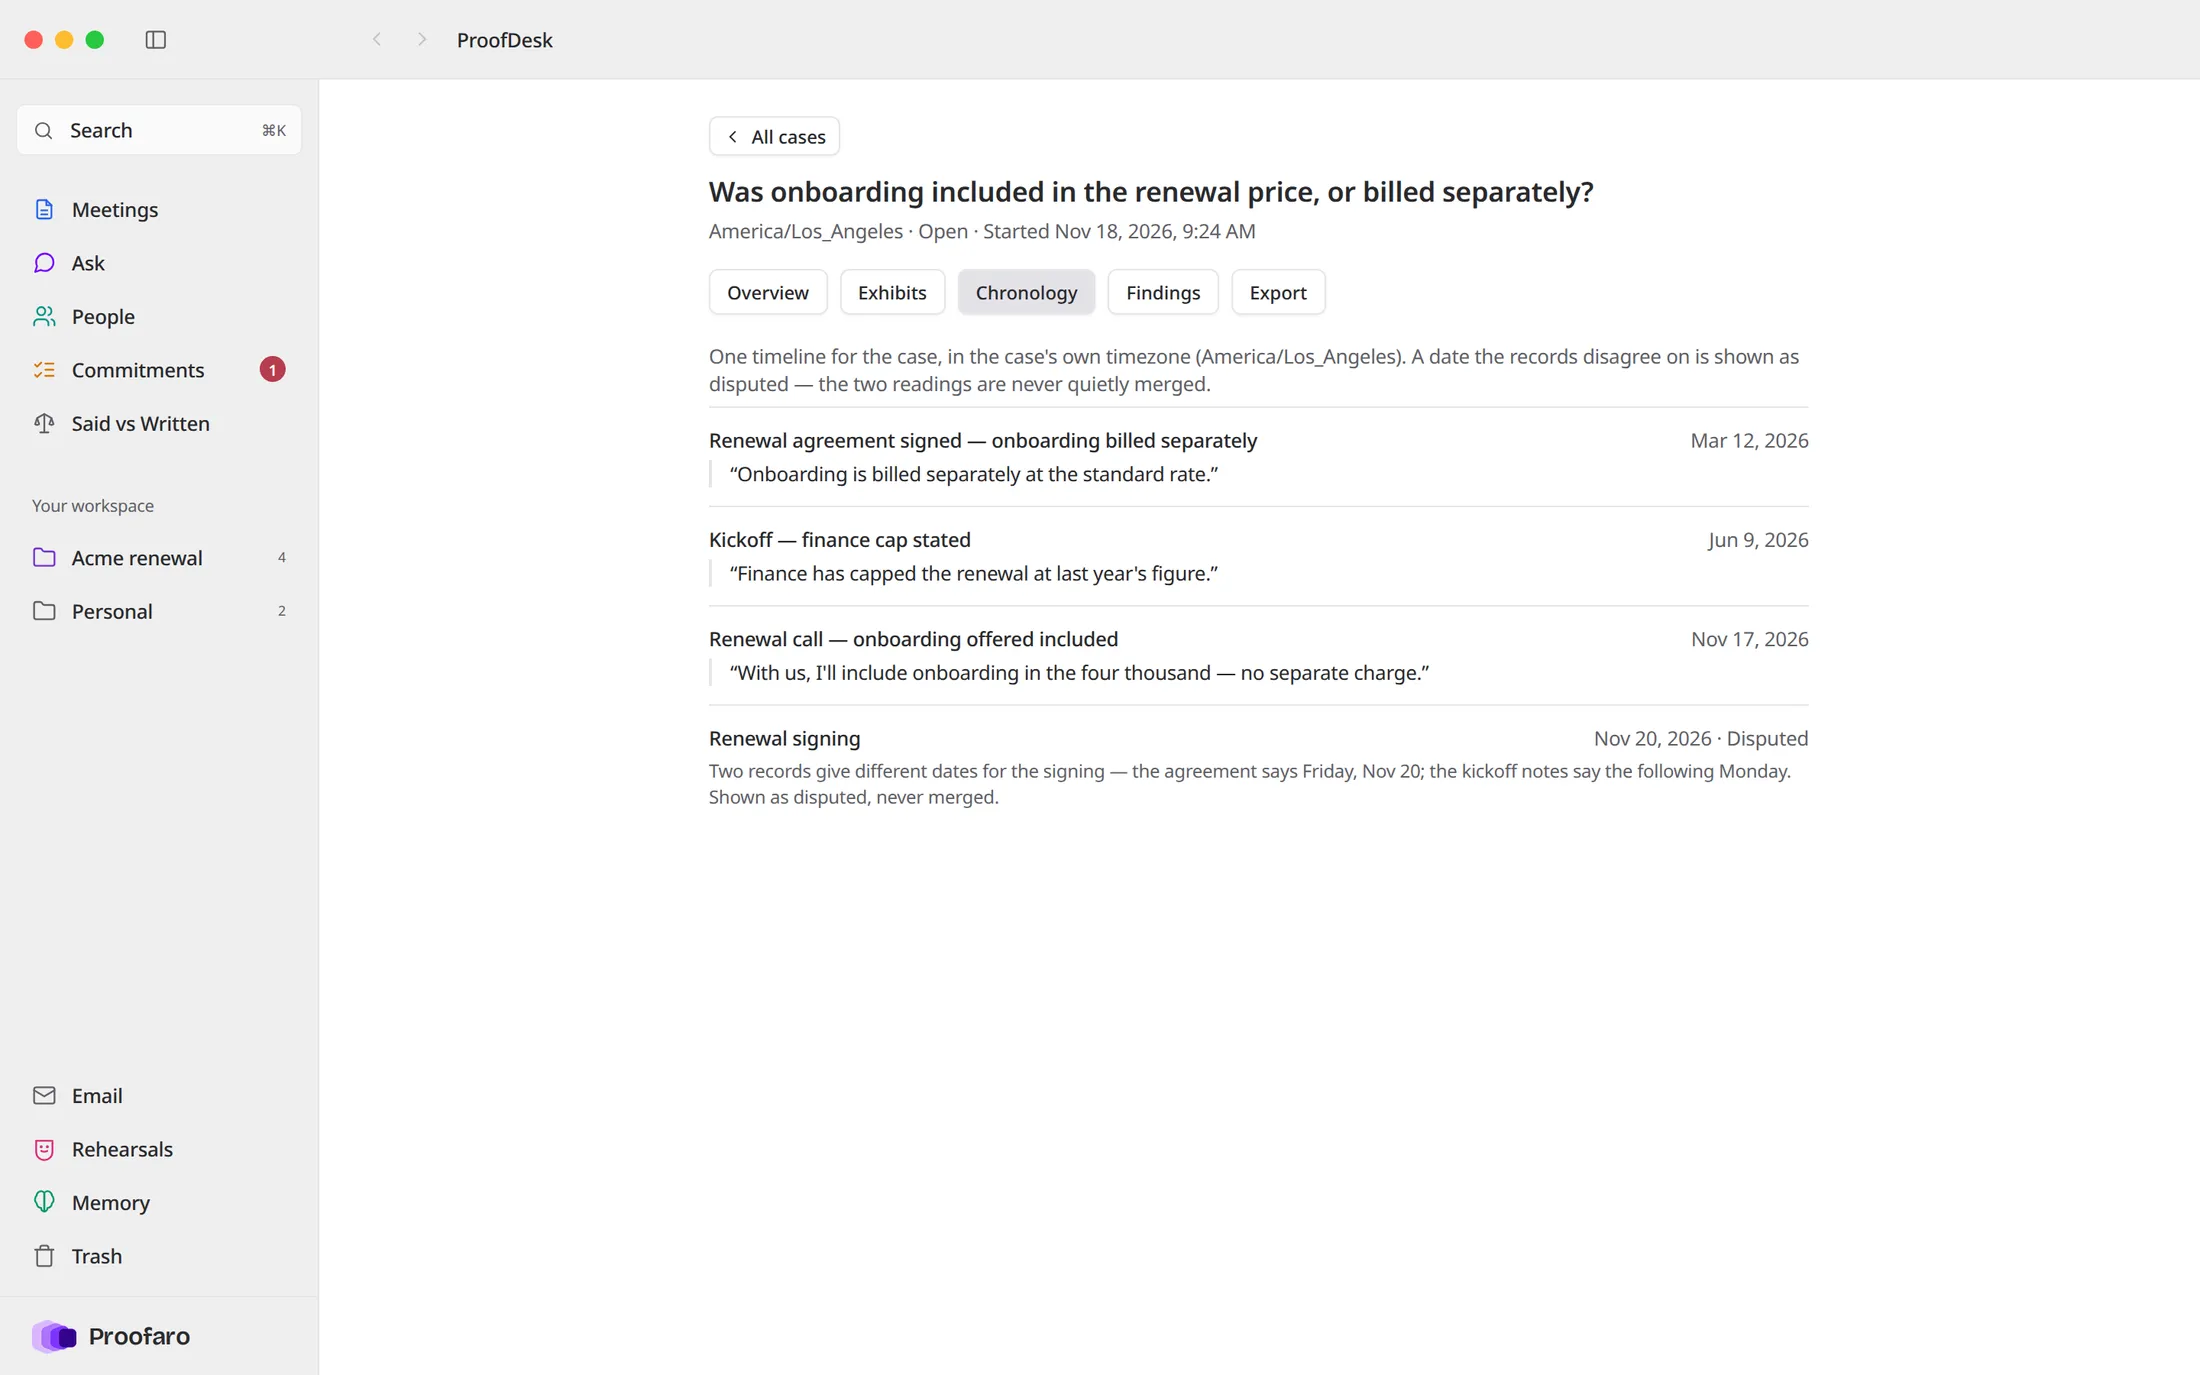 ProofDesk
Search ⌘K
Meetings
Ask
People
Commitments 1
Said vs Written
Your workspace
Acme renewal 4
Personal 2
Email
Rehearsals
Memory
Trash
Proofaro
All cases
Was onboarding included in the renewal price, or billed separately?
America/Los_Angeles · Open · Started Nov 18, 2026, 9:24 AM
Overview Exhibits Chronology Findings Export
One timeline for the case, in the case's own timezone (America/Los_Angeles). A date the records disagree on is shown as
disputed — the two readings are never quietly merged.
Renewal agreement signed — onboarding billed separately Mar 12, 2026
“Onboarding is billed separately at the standard rate.”
Kickoff — finance cap stated Jun 9, 2026
“Finance has capped the renewal at last year's figure.”
Renewal call — onboarding offered included Nov 17, 2026
“With us, I'll include onboarding in the four thousand — no separate charge.”
Renewal signing Nov 20, 2026 · Disputed
Two records give different dates for the signing — the agreement says Friday, Nov 20; the kickoff notes say the following Monday.
Shown as disputed, never merged.